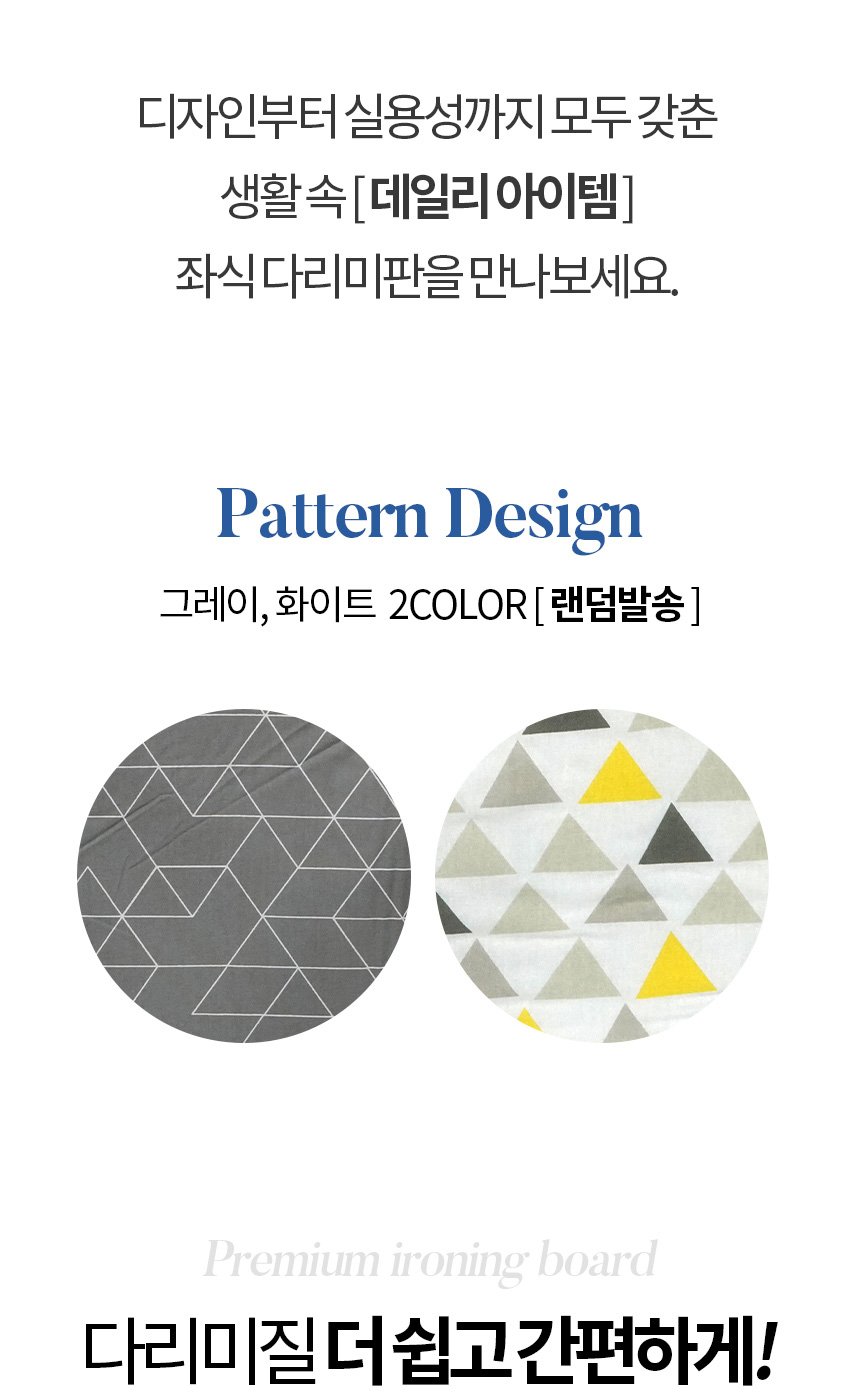 디자인부터 실용성까지 모두 갖춘
생활 속 [ 데일리 아이템 ]
좌식 다리미판을 만나보세요.
Pattern Design
그레이, 화이트 2COLOR [ 랜덤발송 ]
Premium ironing board
다리미질 더 쉽고 간편하게!